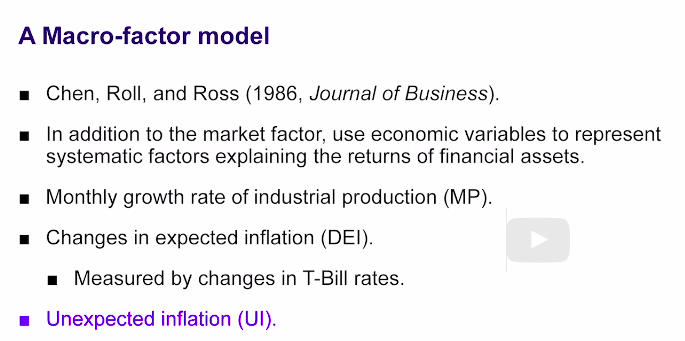 A Macro-factor model
■ Chen, Roll, and Ross (1986, Journal of Business).
■ In addition to the market factor, use economic variables to represent
systematic factors explaining the returns of financial assets.
■ Monthly growth rate of industrial production (MP).
■ Changes in expected inflation (DEI).
■ Measured by changes in T-Bill rates.
■ Unexpected inflation (UI).